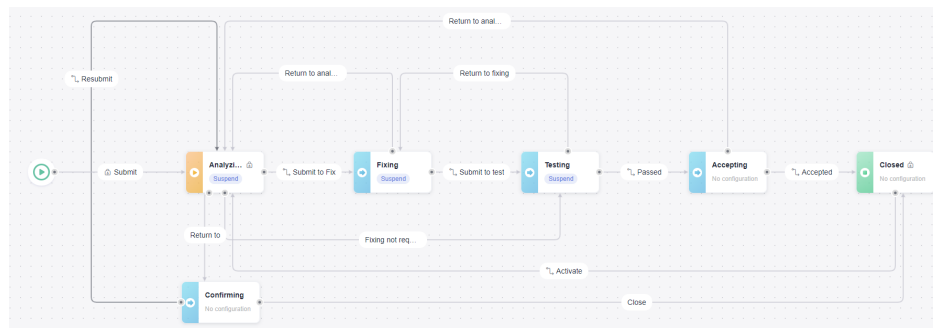 Return to anal...
Return to anal...
Return to fixing
Resubmit
Submit
Analyzi...
Suspend
Submit to Fix
Fixing
Suspend
Submit to test
Testing
Suspend
Passed
Accepting
No configuration
Accepted
Closed
No configuration
Return to
Fixing not req...
Activate
Confirming
No configuration
Close